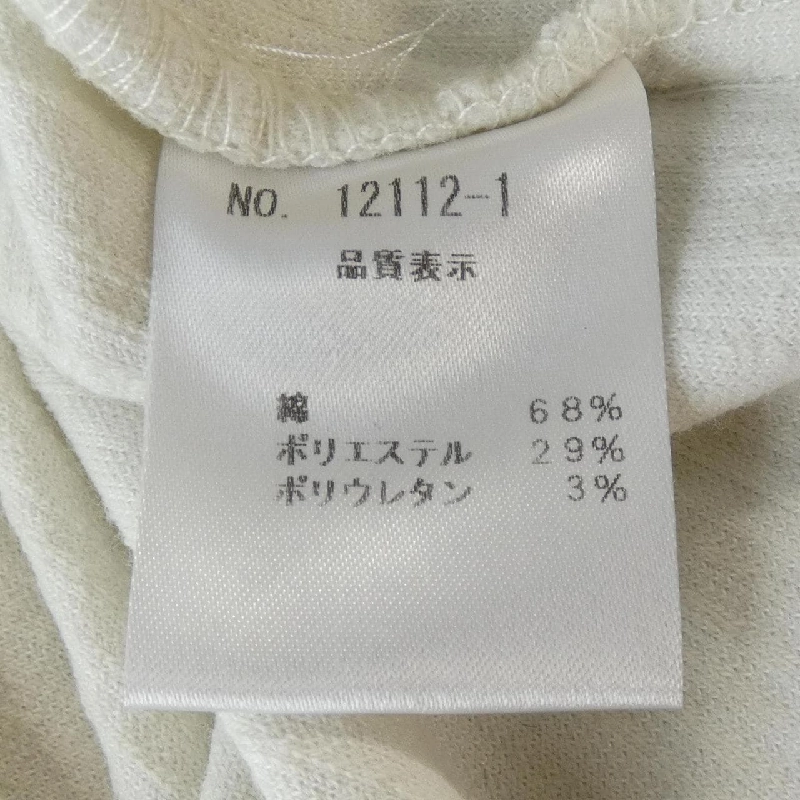 NO. 12112-1
品質表示
綿 68%
ポリエステル 29%
ポリウレタン 3%